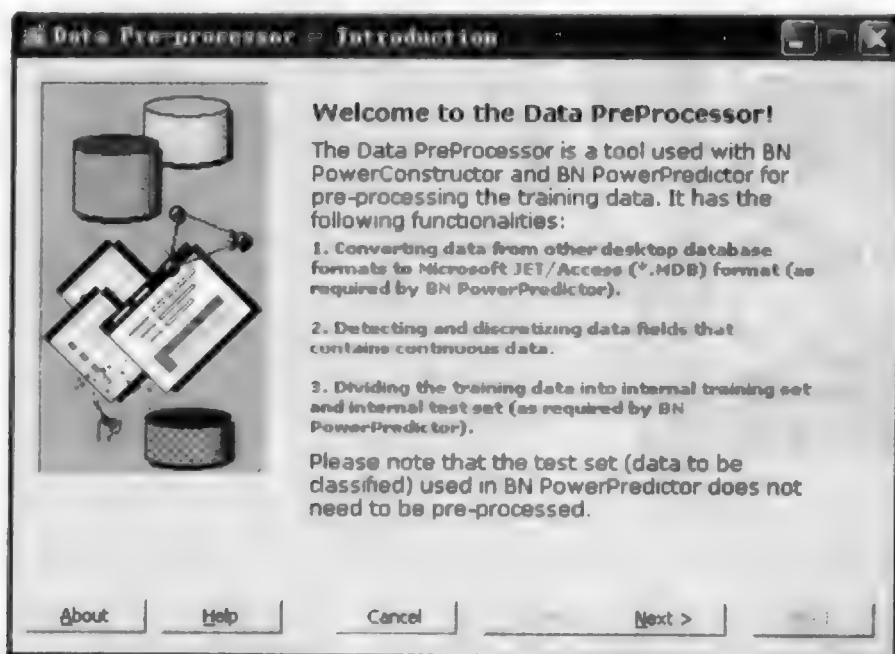 Data Pre-processor - Introduction
Welcome to the Data PreProcessor!
The Data PreProcessor is a tool used with BN
PowerConstructor and BN PowerPredictor for
pre-processing the training data. It has the
following functionalities:
1. Converting data from other desktop database
formats to Microsoft JET/Access (*.MDB) format (as
required by BN PowerPredictor).
2. Detecting and discretizing data fields that
contains continuous data.
3. Dividing the training data into internal training set
and internal test set (as required by BN
PowerPredictor).
Please note that the test set (data to be
classified) used in BN PowerPredictor does not
need to be pre-processed.
About Help Cancel Next >